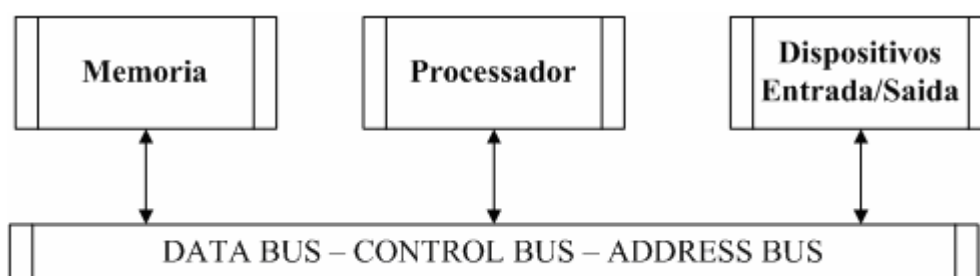 Memoria
Processador
Dispositivos
Entrada/Saida
DATA BUS – CONTROL BUS – ADDRESS BUS